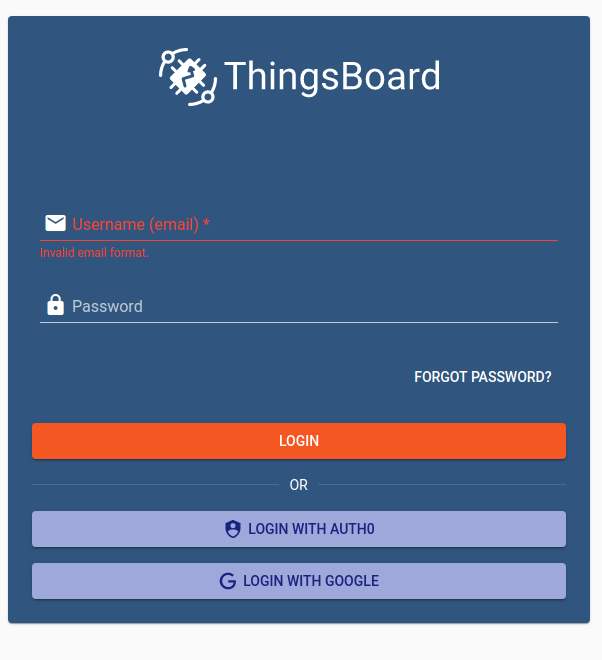 ThingsBoard
Username (email) *
Invalid email format.
Password
FORGOT PASSWORD?
LOGIN
OR
LOGIN WITH AUTH0
LOGIN WITH GOOGLE